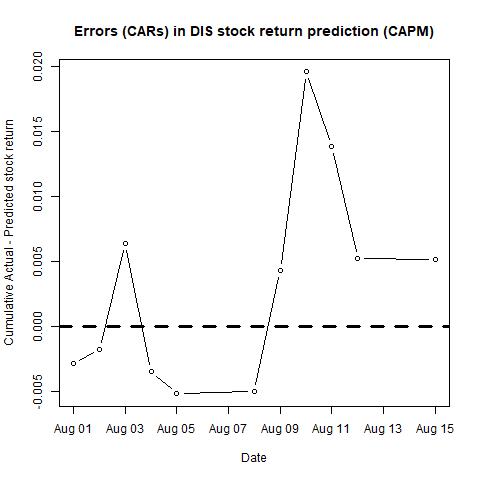 Errors (CARs) in DIS stock return prediction (CAPM)
Cumulative Actual - Predicted stock return
0.020
0.015
0.010
0.005
0.000
-0.005
Aug 01
Aug 03
Aug 05
Aug 07
Aug 09
Aug 11
Aug 13
Aug 15
Date